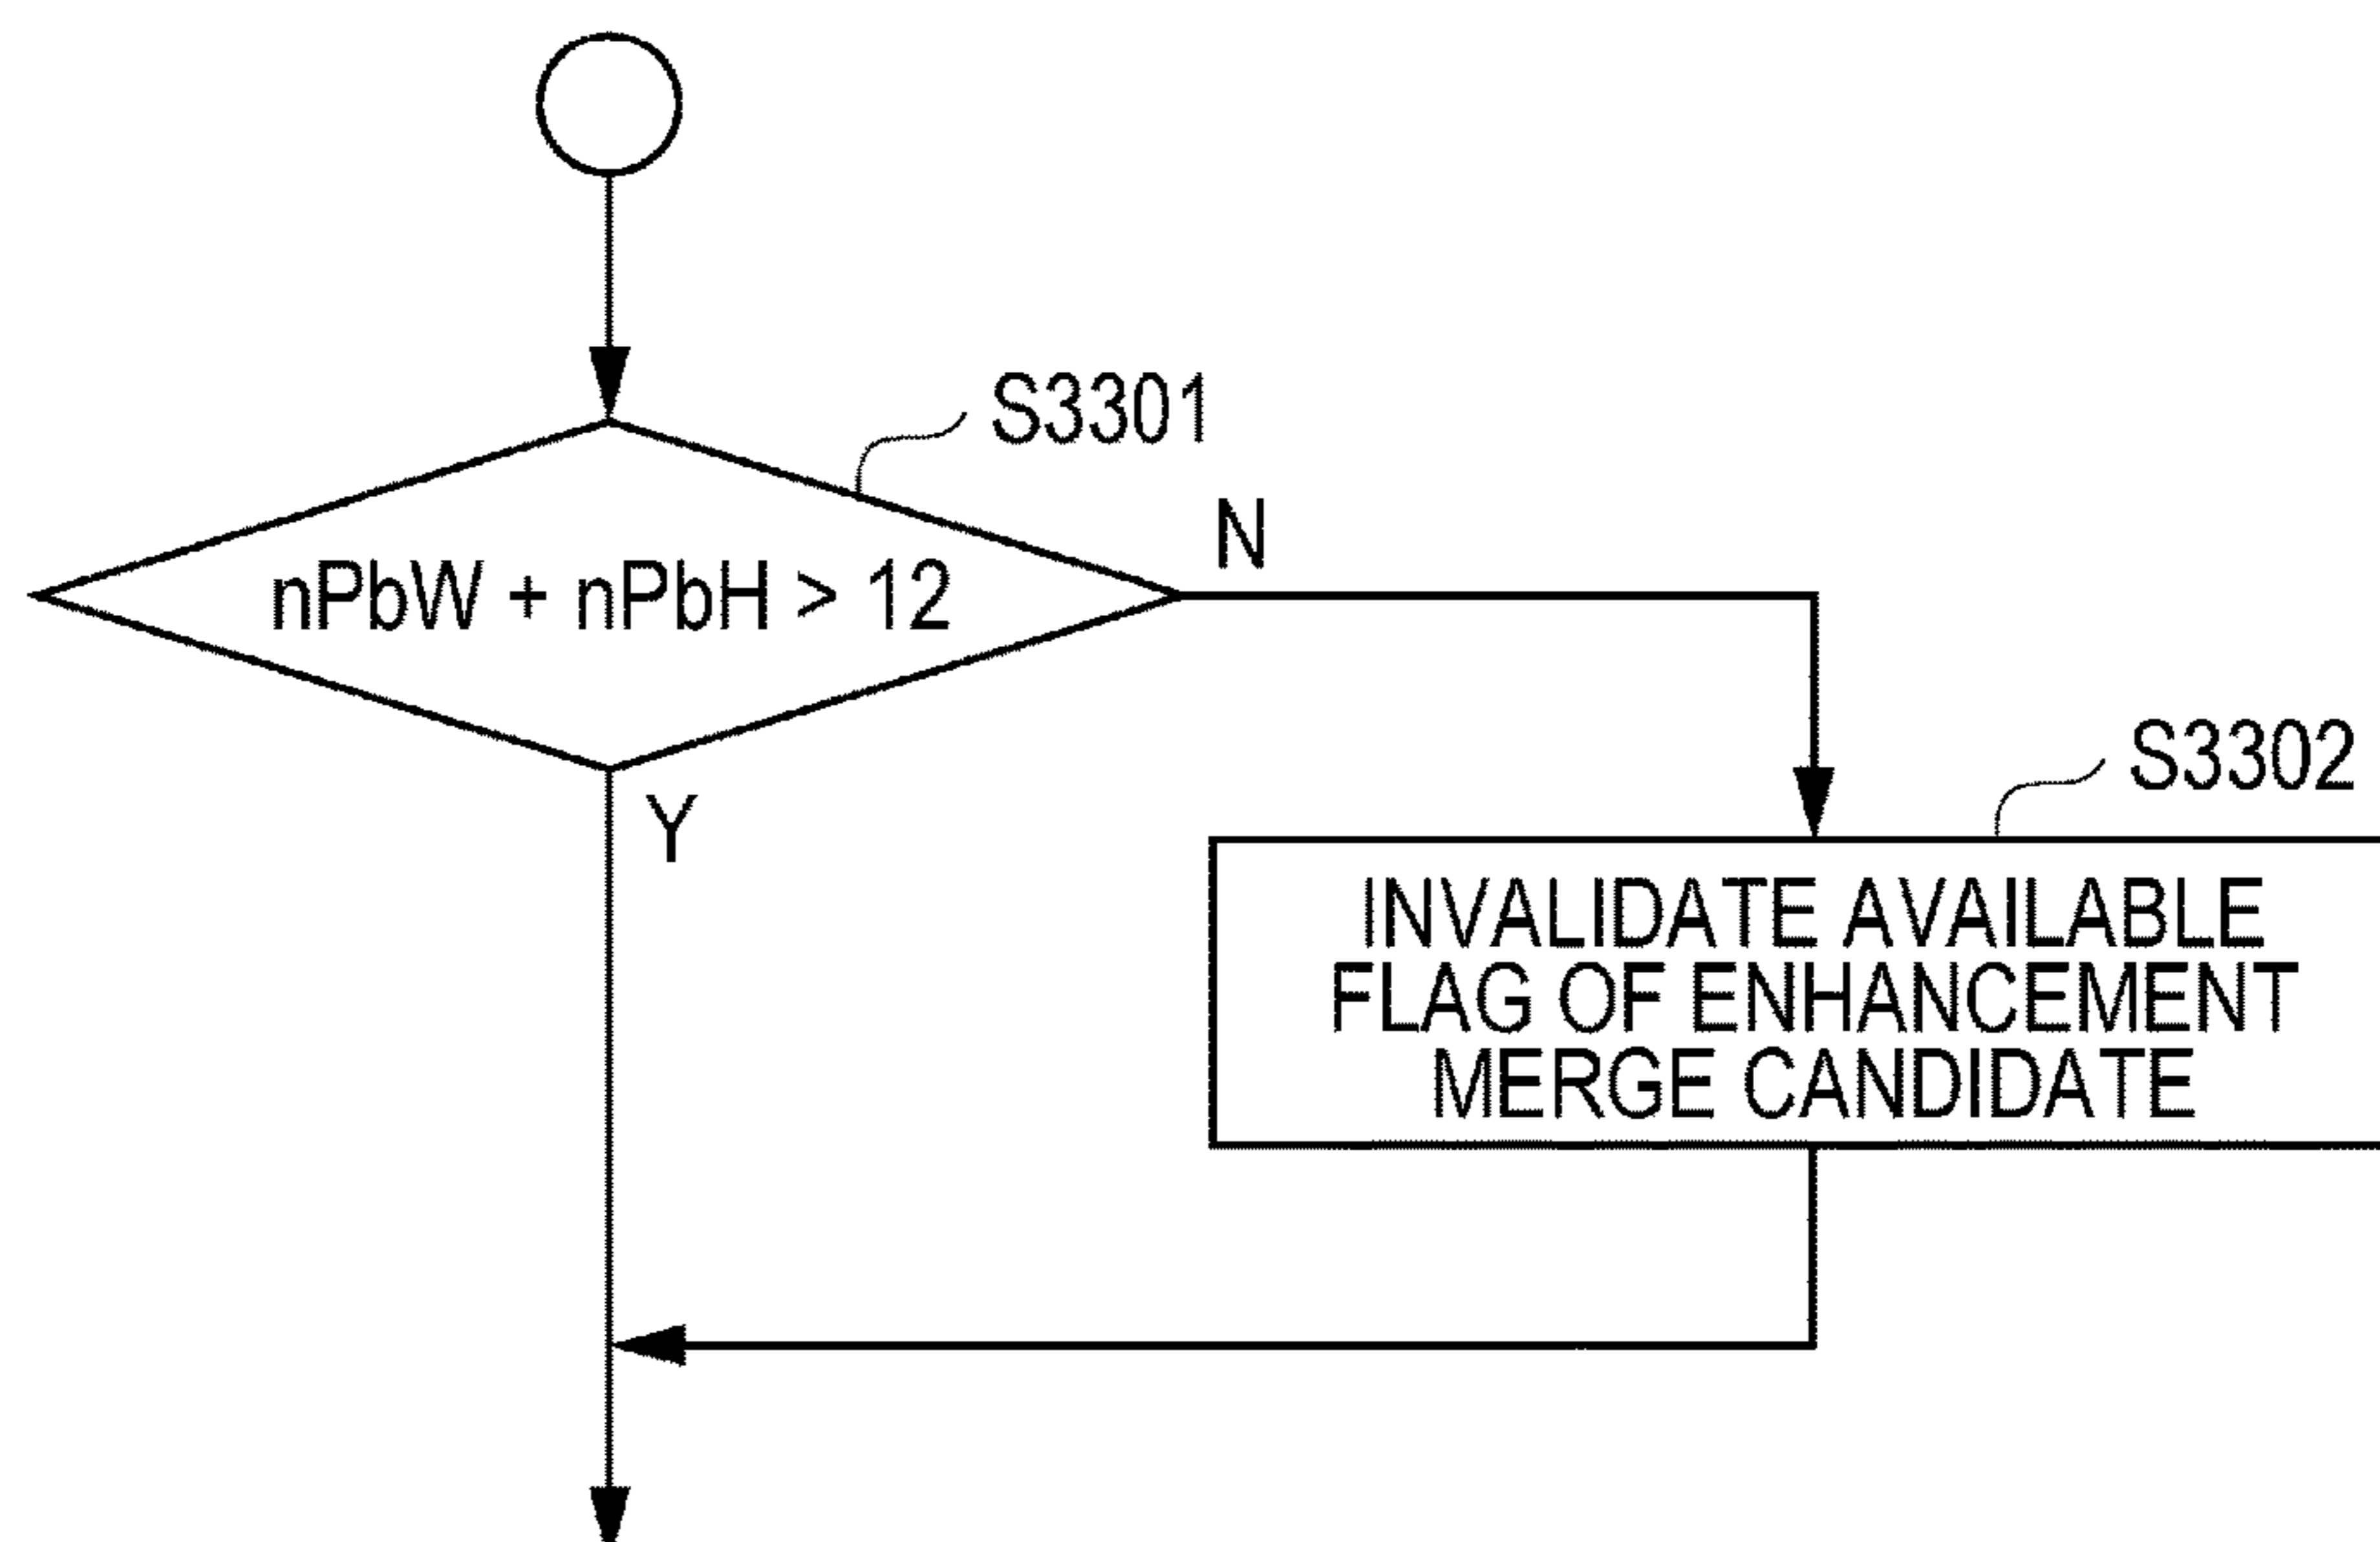 S3301
N
nPbW + nPbH > 12
Y
S3302
INVALIDATE AVAILABLE
FLAG OF ENHANCEMENT
MERGE CANDIDATE